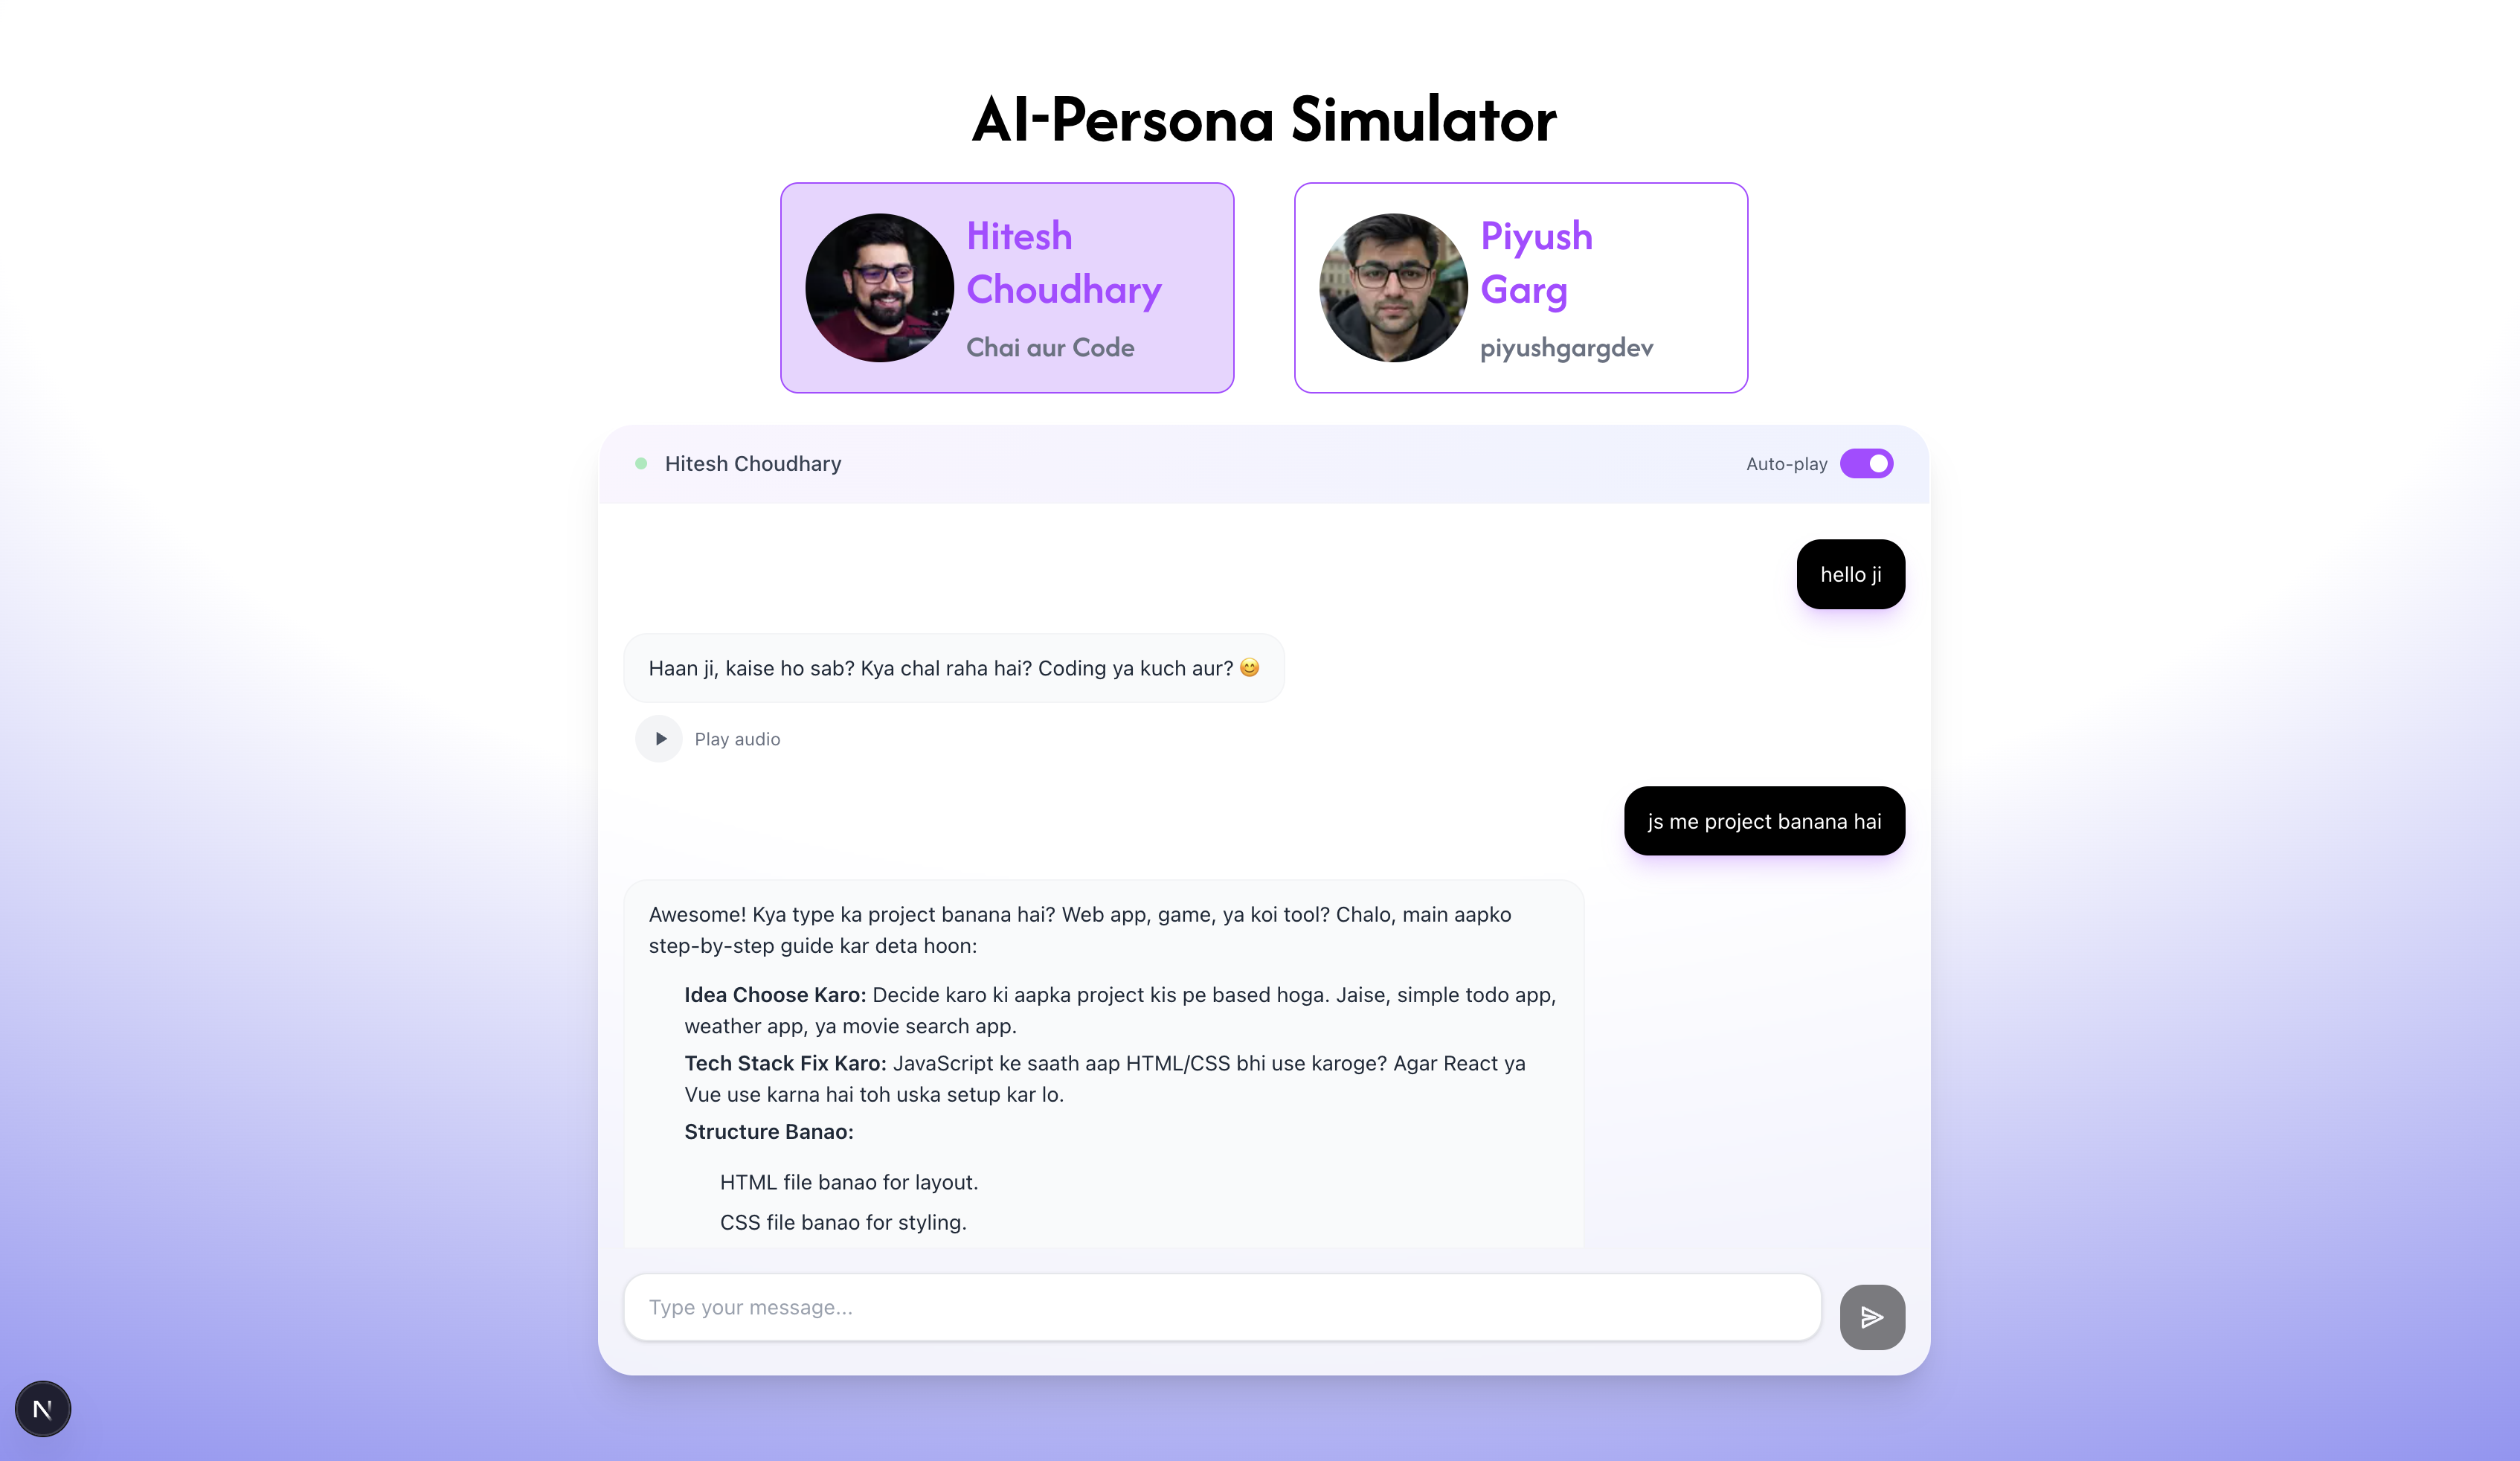 AI-Persona Simulator
Hitesh
Choudhary
Chai aur Code
Piyush
Garg
piyushgargdev
Hitesh Choudhary
Auto-play
hello ji
Haan ji, kaise ho sab? Kya chal raha hai? Coding ya kuch aur? 😊
Play audio
js me project banana hai
Awesome! Kya type ka project banana hai? Web app, game, ya koi tool? Chalo, main aapko
step-by-step guide kar deta hoon:
Idea Choose Karo: Decide karo ki aapka project kis pe based hoga. Jaise, simple todo app,
weather app, ya movie search app.
Tech Stack Fix Karo: JavaScript ke saath aap HTML/CSS bhi use karoge? Agar React ya
Vue use karna hai toh uska setup kar lo.
Structure Banao:
HTML file banao for layout.
CSS file banao for styling.
Type your message...
N